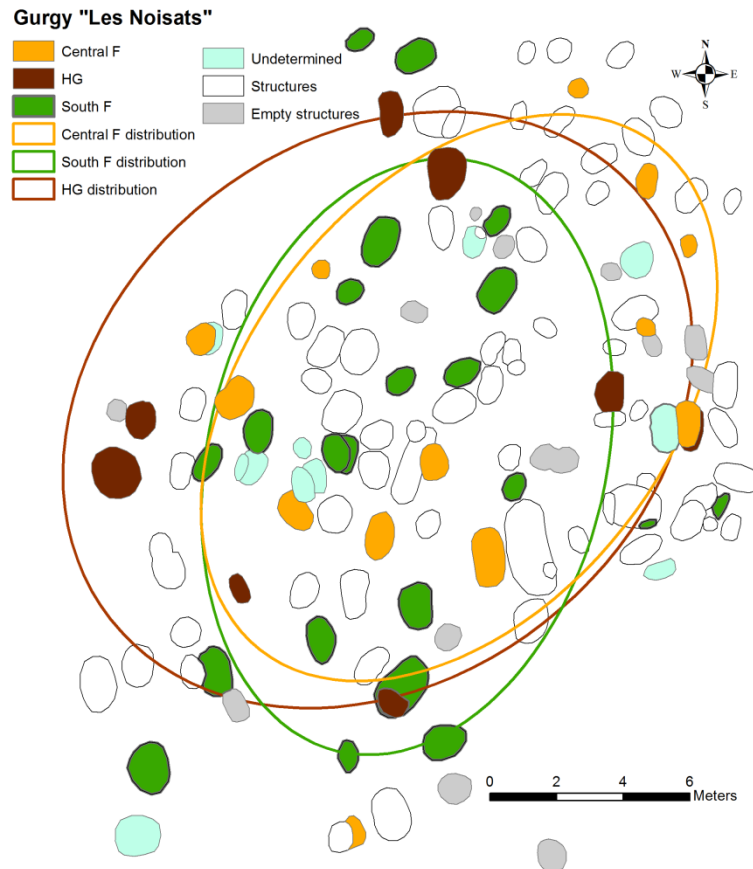 Gurgy "Les Noisats"
Central F
HG
South F
Central F distribution
South F distribution
HG distribution
Undetermined
Structures
Empty structures
N
W E
S
0 2 4 6
Meters